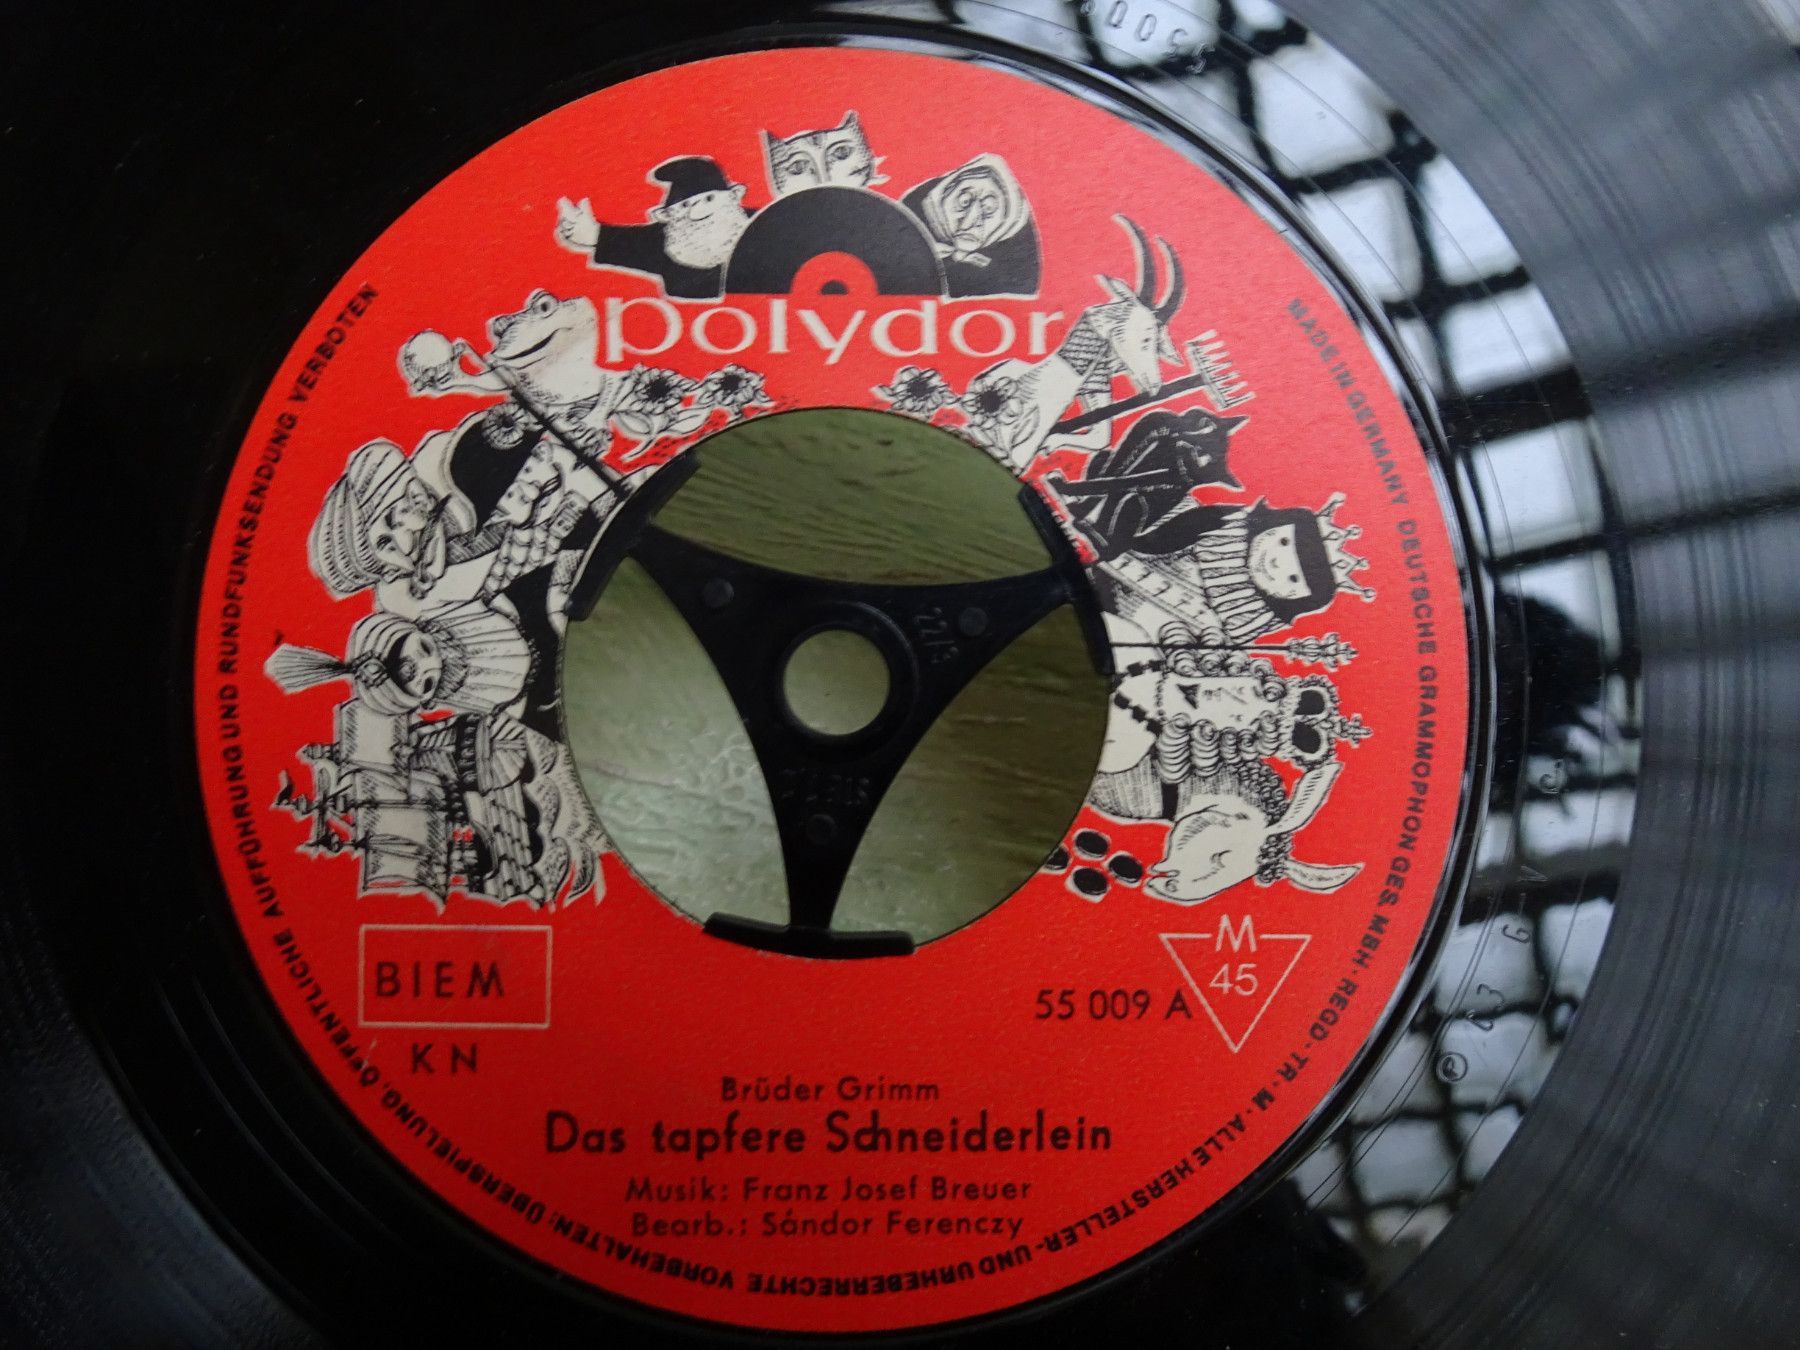 polydor
MADE IN GERMANY DEUTSCHE GRAMMOPHON GES. MBH · REGD · TR · M · ALLE HERSTELLER- UND URHEBERRECHTE VORBEHALTEN; ÜBERSPIELUNG, ÖFFENTLICHE AUFFÜHRUNG UND RUNDFUNKSENDUNG VERBOTEN
22/3
BIEM
KN
55 009 A
M
45
Brüder Grimm
Das tapfere Schneiderlein
Musik: Franz Josef Breuer
Bearb.: Sándor Ferenczy